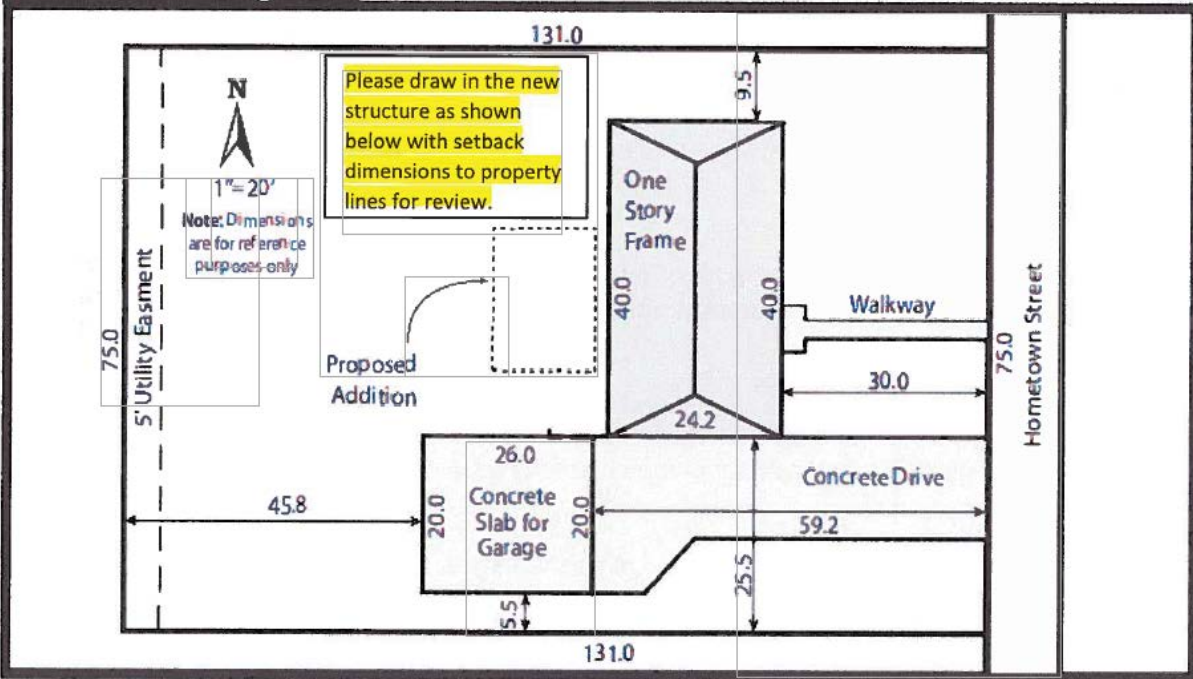 131.0
N
1"= 20'
Note: Dimensions
are for reference
purposes only
Please draw in the new
structure as shown
below with setback
dimensions to property
lines for review.
9.5
One
Story
Frame
40.0
40.0
Walkway
75.0
5' Utility Easment
Proposed
Addition
30.0
75.0
Hometown Street
24.2
26.0
Concrete Drive
45.8
20.0
Concrete
Slab for
Garage
20.0
59.2
25.5
5.5
131.0